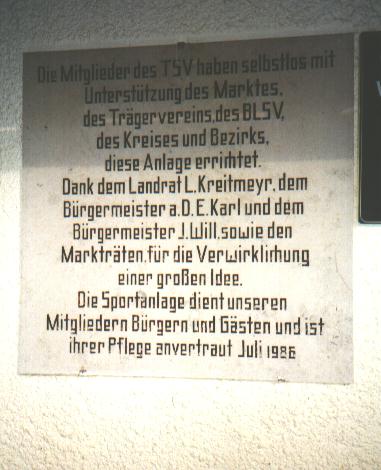 Die Mitglieder des TSV haben selbstlos mit
Unterstützung des Marktes,
des Trägervereins, des BLSV,
des Kreises und Bezirks,
diese Anlage errichtet.
Dank dem Landrat L. Kreitmeyr, dem
Bürgermeister a.D. E. Karl und dem
Bürgermeister J. Will, sowie den
Markträten, für die Verwirklichung
einer großen Idee.
Die Sportanlage dient unseren
Mitgliedern Bürgern und Gästen und ist
ihrer Pflege anvertraut Juli 1986